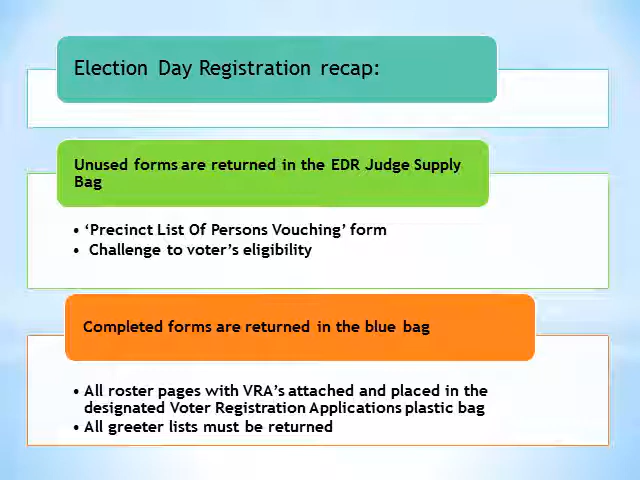 Election Day Registration recap:
Unused forms are returned in the EDR Judge Supply
Bag
• ‘Precinct List Of Persons Vouching’ form
• Challenge to voter’s eligibility
Completed forms are returned in the blue bag
• All roster pages with VRA’s attached and placed in the
designated Voter Registration Applications plastic bag
• All greeter lists must be returned